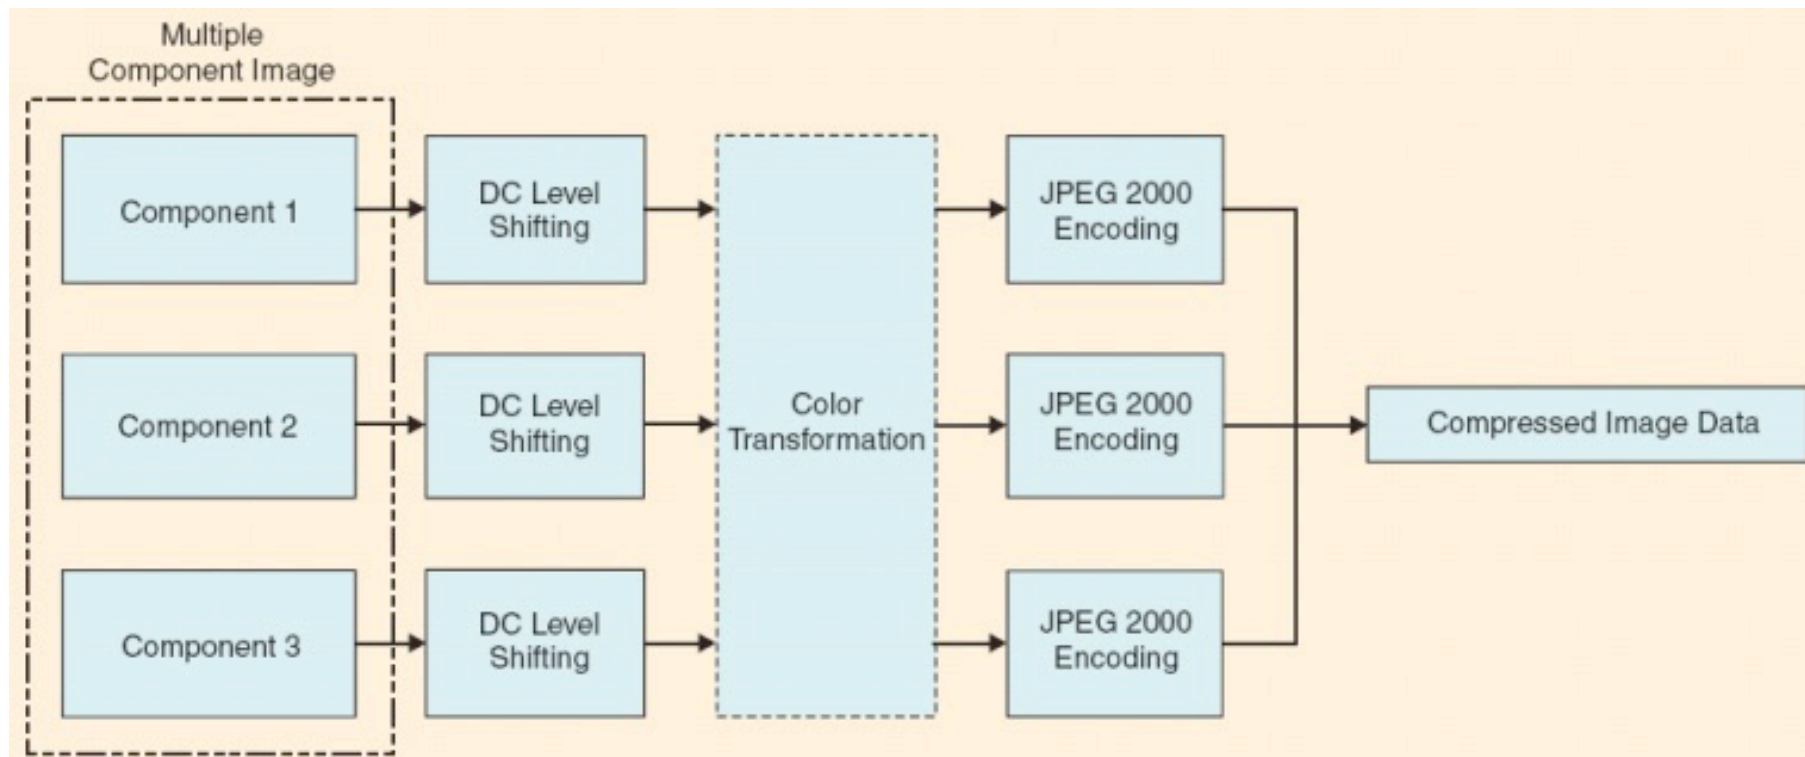 Multiple
Component Image
Component 1
DC Level
Shifting
JPEG 2000
Encoding
Component 2
DC Level
Shifting
Color
Transformation
JPEG 2000
Encoding
Compressed Image Data
Component 3
DC Level
Shifting
JPEG 2000
Encoding